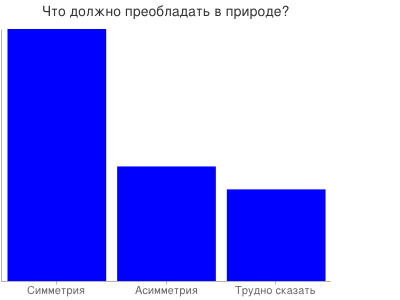 Что должно преобладать в природе?
Симметрия
Асимметрия
Трудно сказать